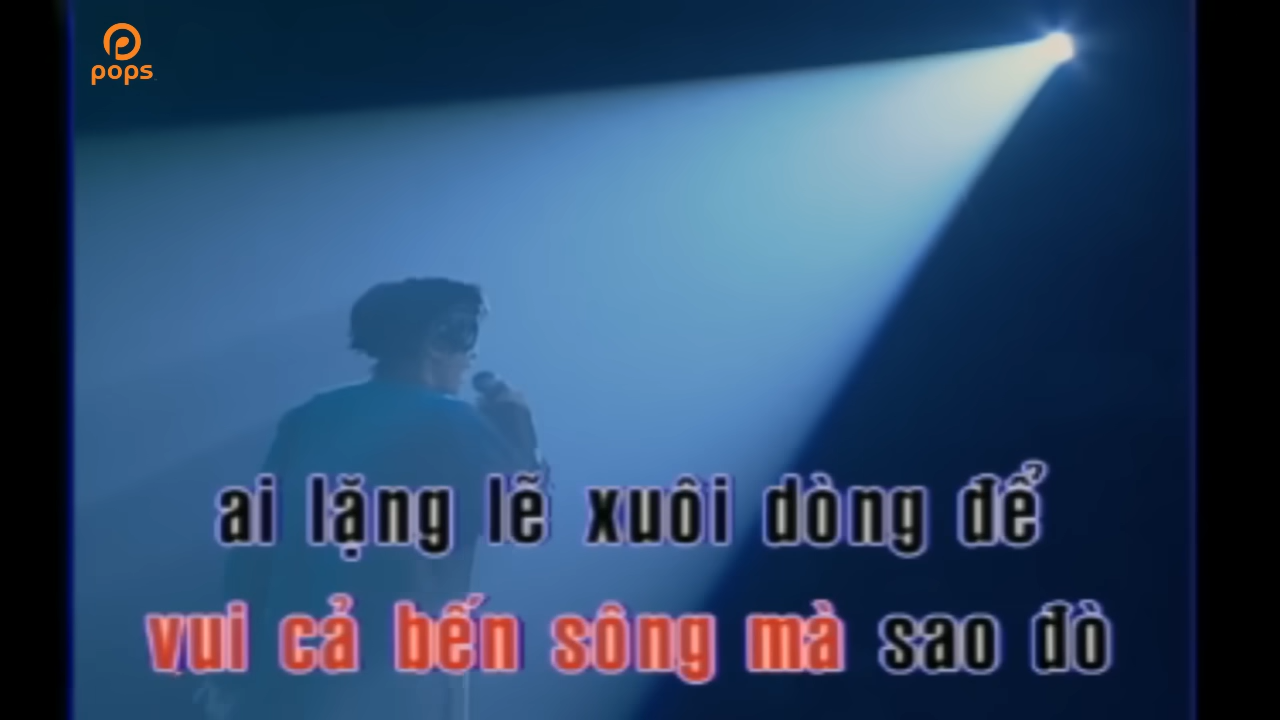 pops
ai lặng lẽ xuôi dòng để
vui cả bến sông mà sao đò